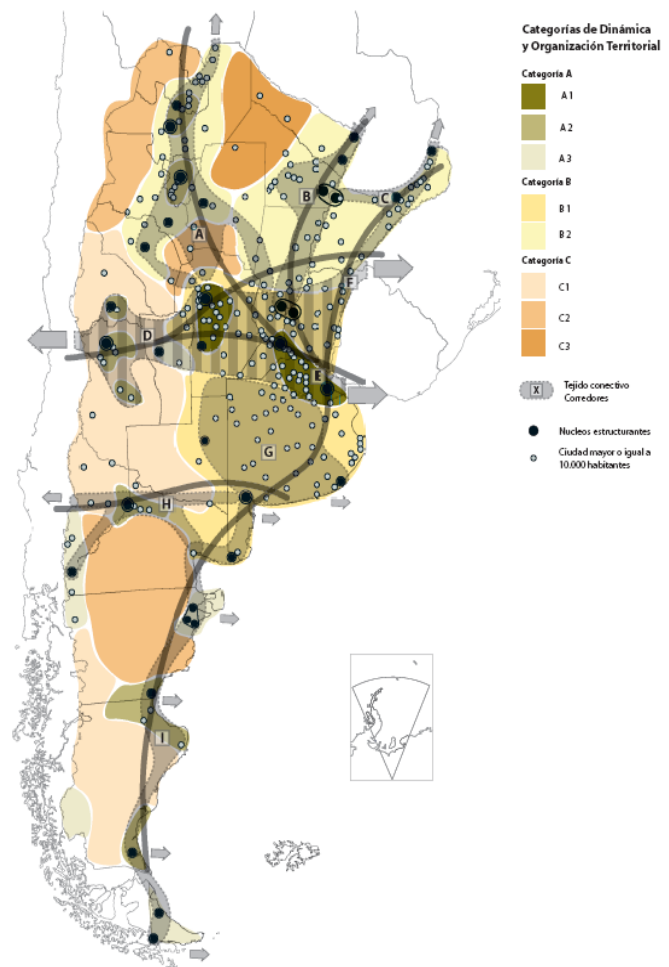 Categorías de Dinámica
y Organización Territorial
Categoría A
A 1
A 2
A 3
Categoría B
B 1
B 2
Categoría C
C1
C2
C3
X
Tejido conectivo
Corredores
Nucleos estructurantes
Ciudad mayor o igual a
10.000 habitantes
A
B
C
D
E
F
G
H
I